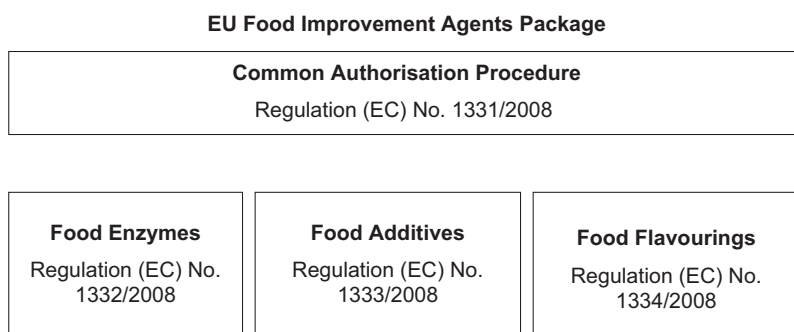 EU Food Improvement Agents Package
Common Authorisation Procedure
Regulation (EC) No. 1331/2008
Food Enzymes
Regulation (EC) No.
1332/2008
Food Additives
Regulation (EC) No.
1333/2008
Food Flavourings
Regulation (EC) No.
1334/2008